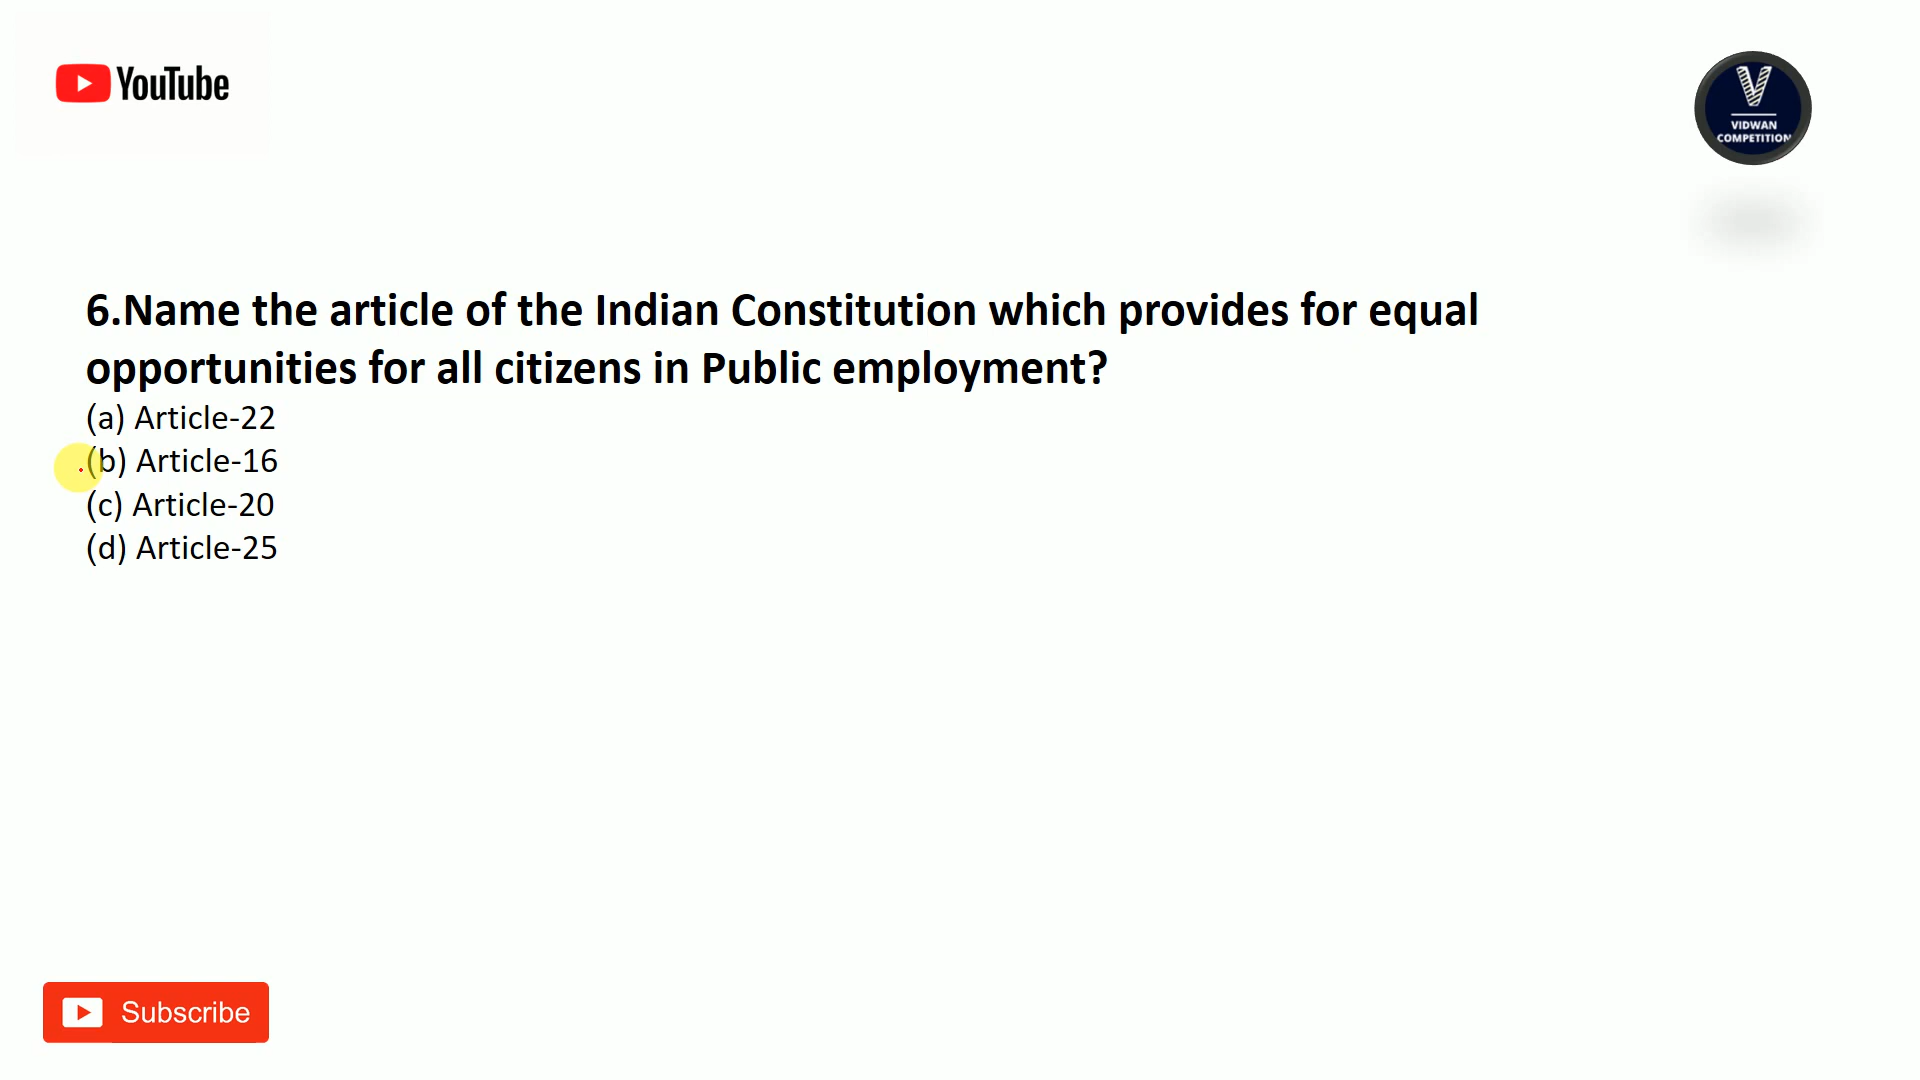 YouTube
V
VIDWAN
COMPETITION
6.Name the article of the Indian Constitution which provides for equal
opportunities for all citizens in Public employment?
(a) Article-22
(b) Article-16
(c) Article-20
(d) Article-25
Subscribe